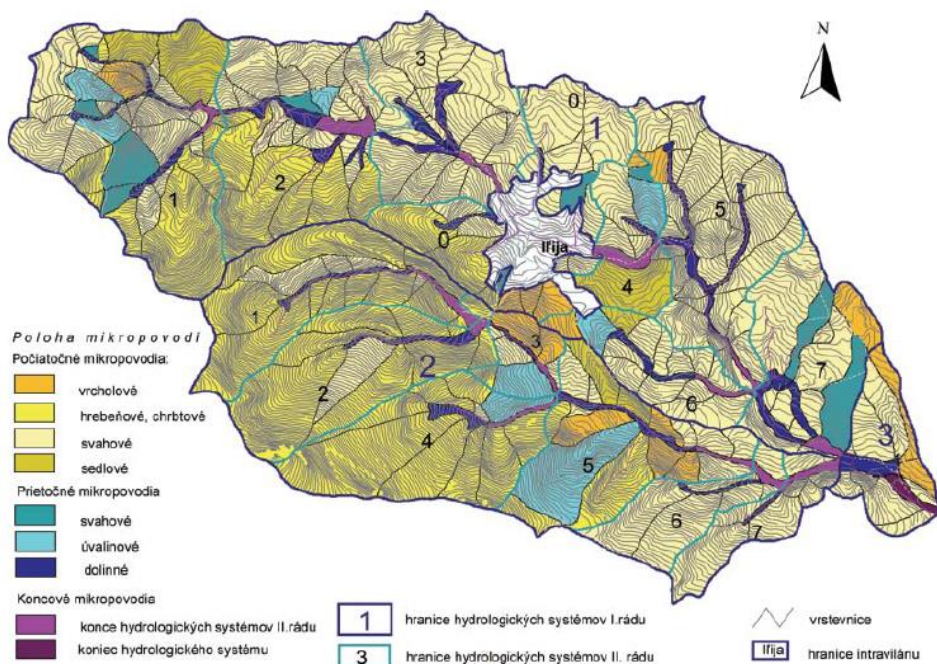 N
3
0
1
5
1
2
0
Iľija
4
1
3
2
2
7
6
3
4
5
6
7
Poloha mikropovodí
Počiatočné mikropovodia:
vrcholové
hrebeňové, chrbtové
svahové
sedlové
Prietočné mikropovodia
svahové
úvalinové
dolinné
Koncové mikropovodia
konce hydrologických systémov II.rádu
koniec hydrologického systému
1 hranice hydrologických systémov I.rádu
3 hranice hydrologických systémov II. rádu
vrstevnice
Iľija hranice intravilánu